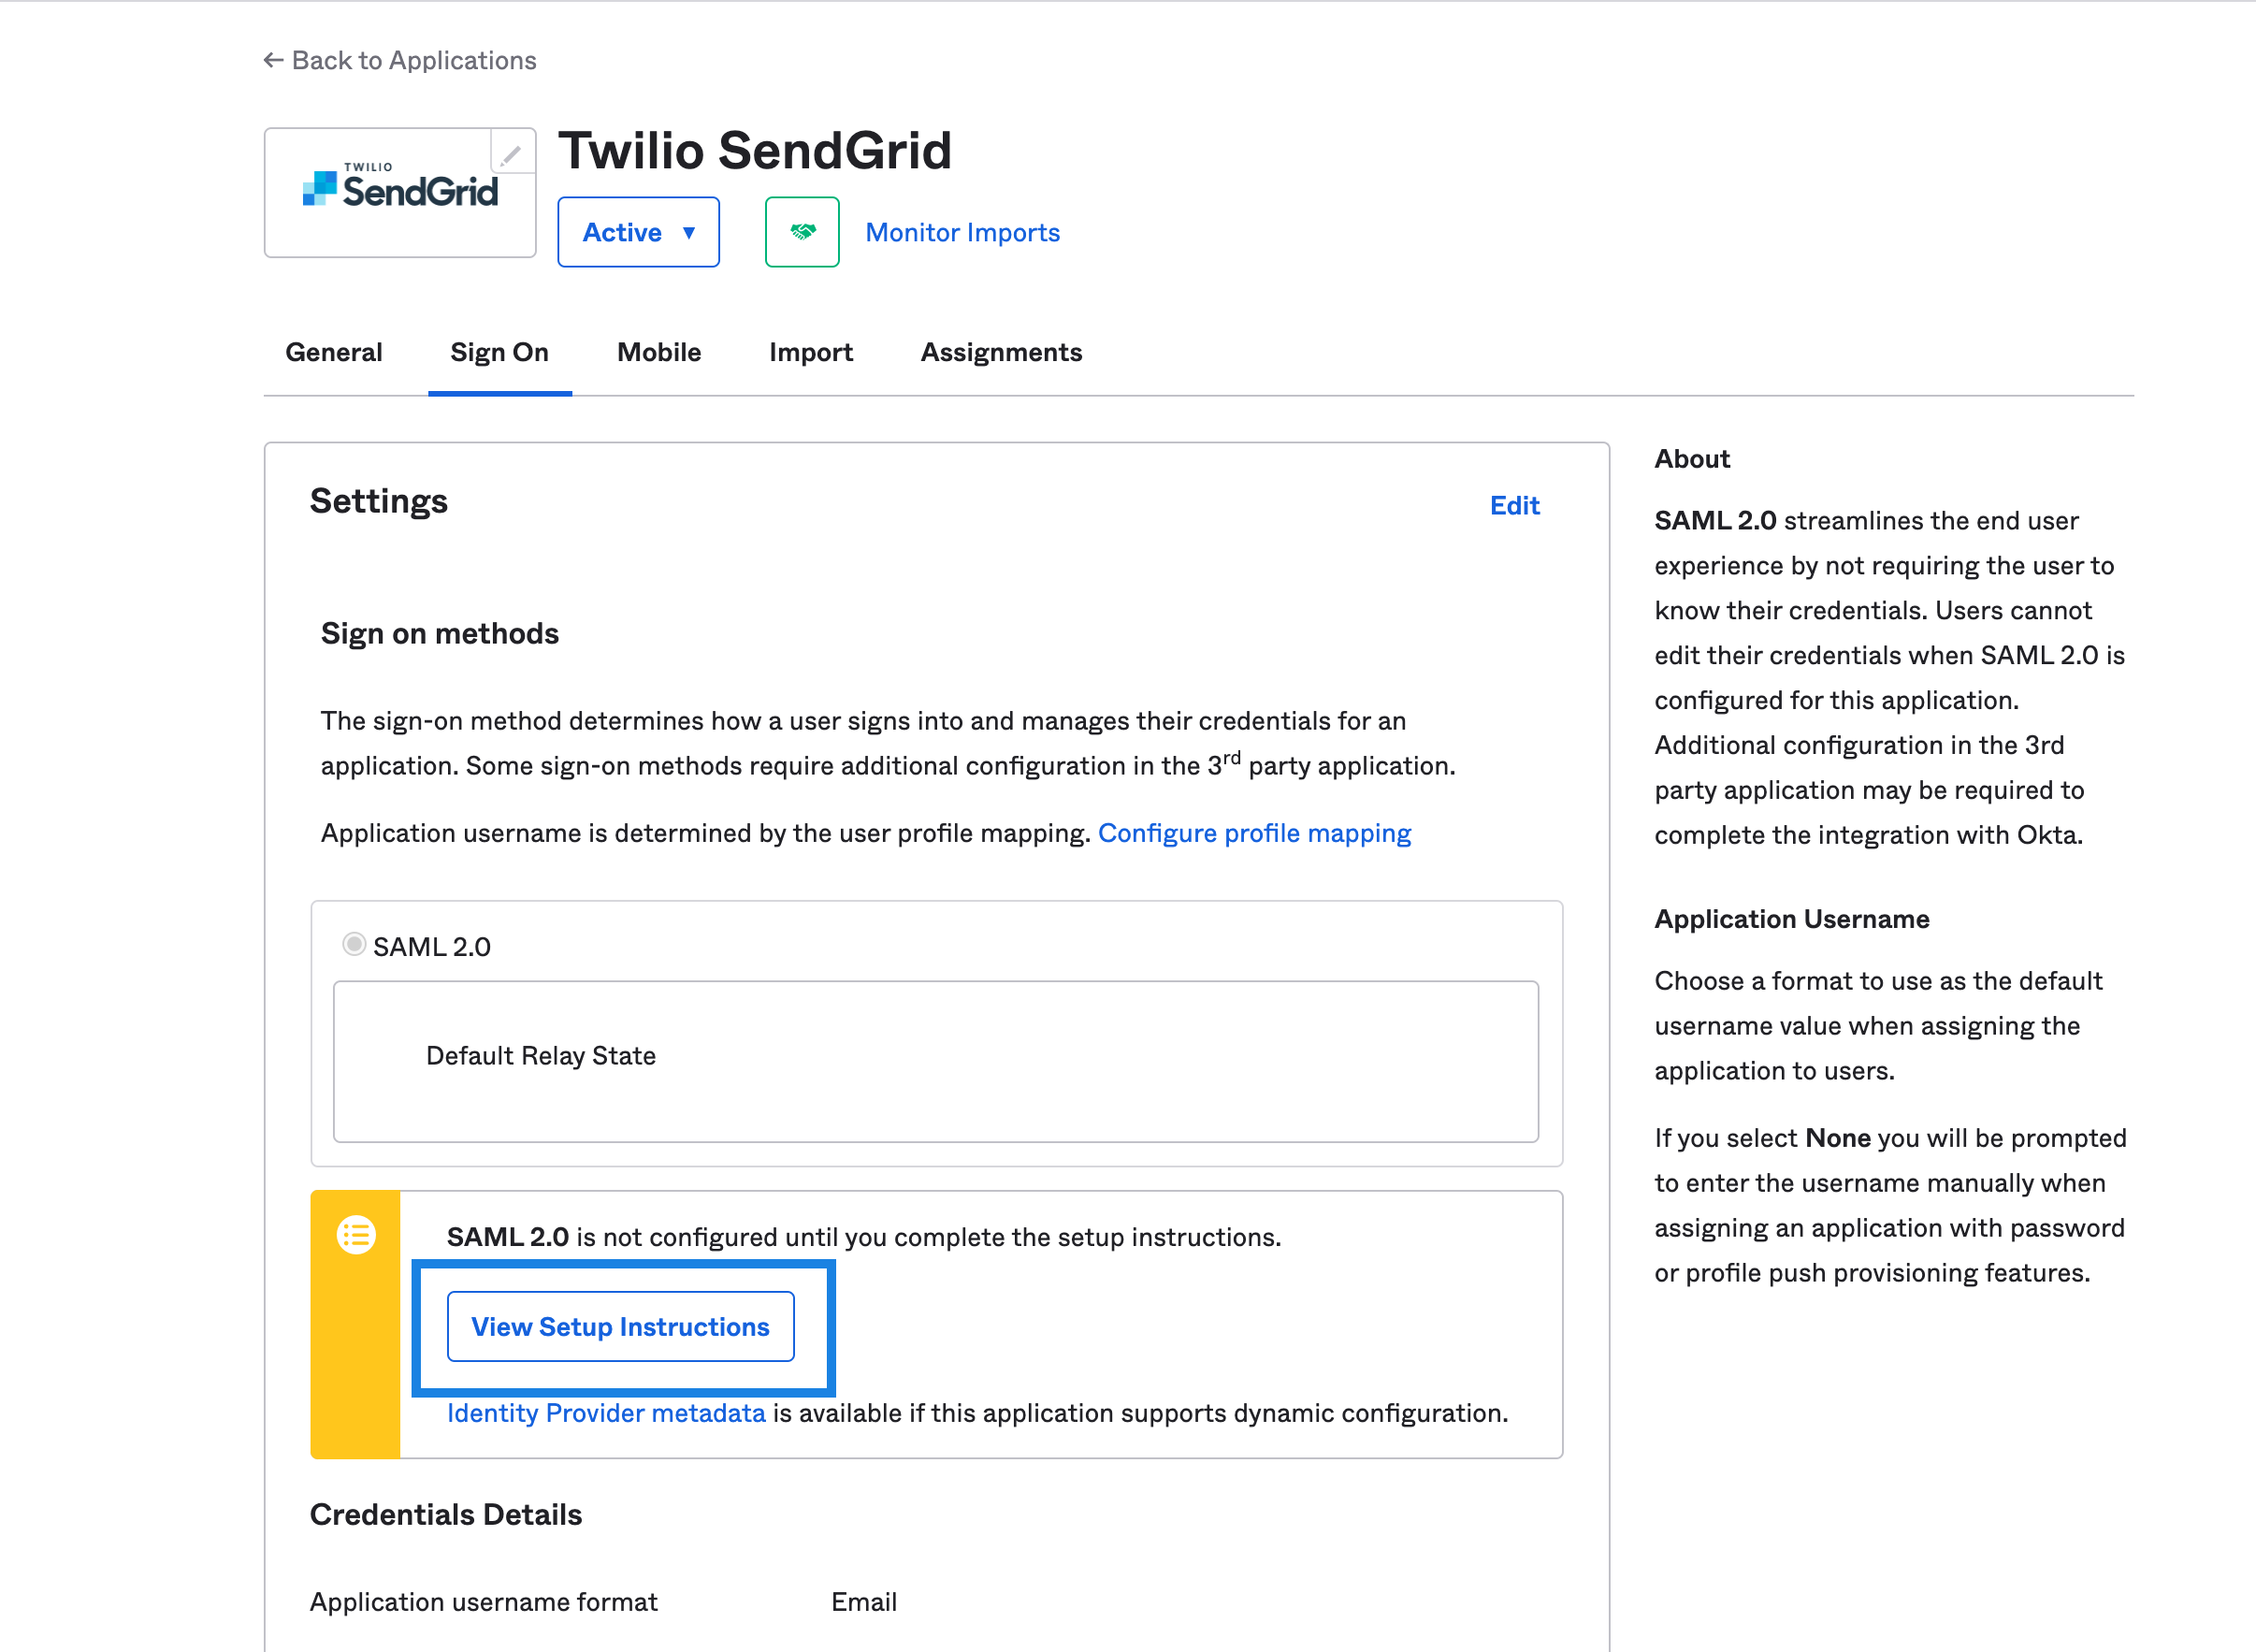 ← Back to Applications
TWILIO
SendGrid
Twilio SendGrid
Active ▼
Monitor Imports
General
Sign On
Mobile
Import
Assignments
Settings
Edit
Sign on methods
The sign-on method determines how a user signs into and manages their credentials for an
application. Some sign-on methods require additional configuration in the 3rd party application.
Application username is determined by the user profile mapping. Configure profile mapping
SAML 2.0
Default Relay State
SAML 2.0 is not configured until you complete the setup instructions.
View Setup Instructions
Identity Provider metadata is available if this application supports dynamic configuration.
Credentials Details
Application username format
Email
About
SAML 2.0 streamlines the end user
experience by not requiring the user to
know their credentials. Users cannot
edit their credentials when SAML 2.0 is
configured for this application.
Additional configuration in the 3rd
party application may be required to
complete the integration with Okta.
Application Username
Choose a format to use as the default
username value when assigning the
application to users.
If you select None you will be prompted
to enter the username manually when
assigning an application with password
or profile push provisioning features.